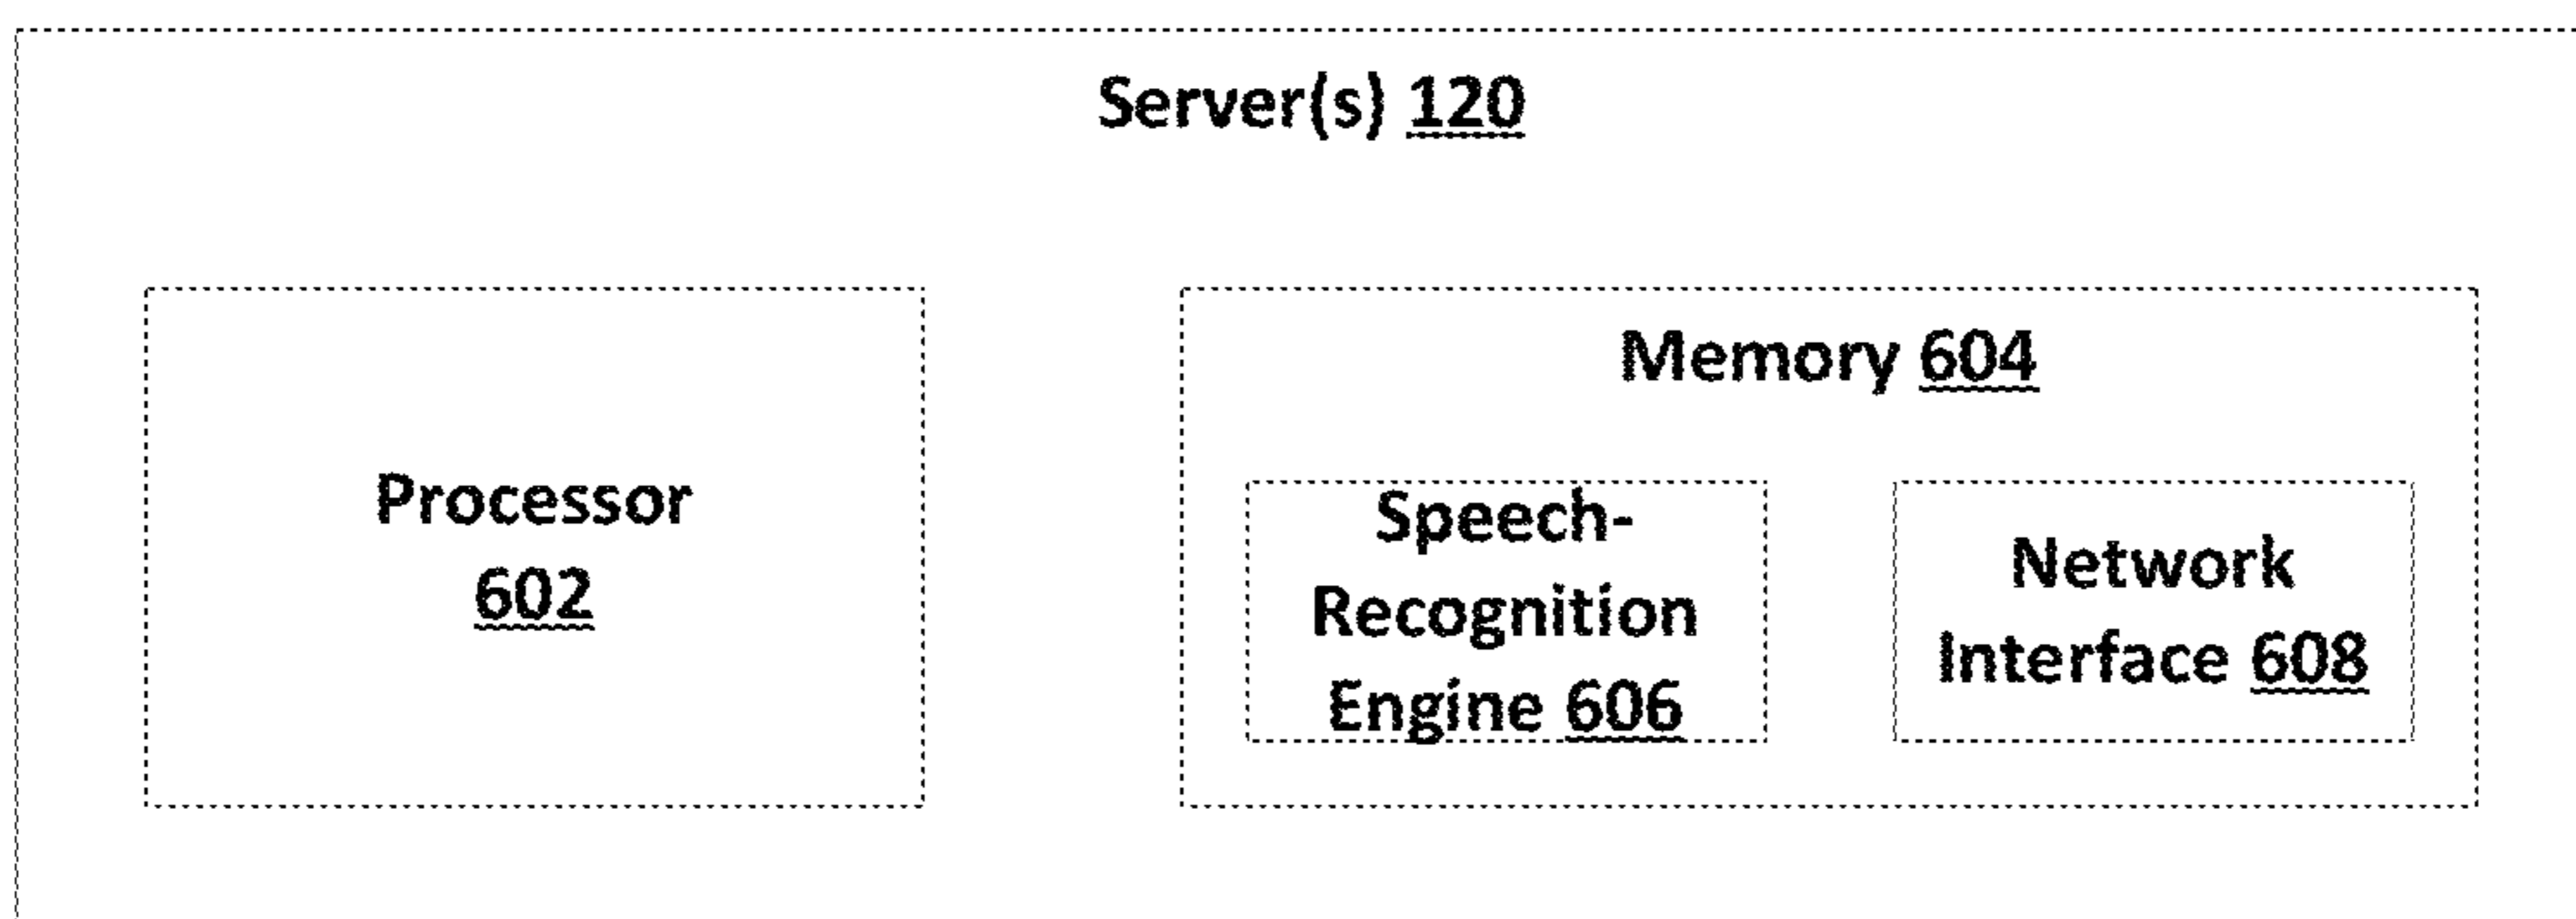 Server(s) 120
Processor
602
Memory 604
Speech-
Recognition
Engine 606
Network
Interface 608